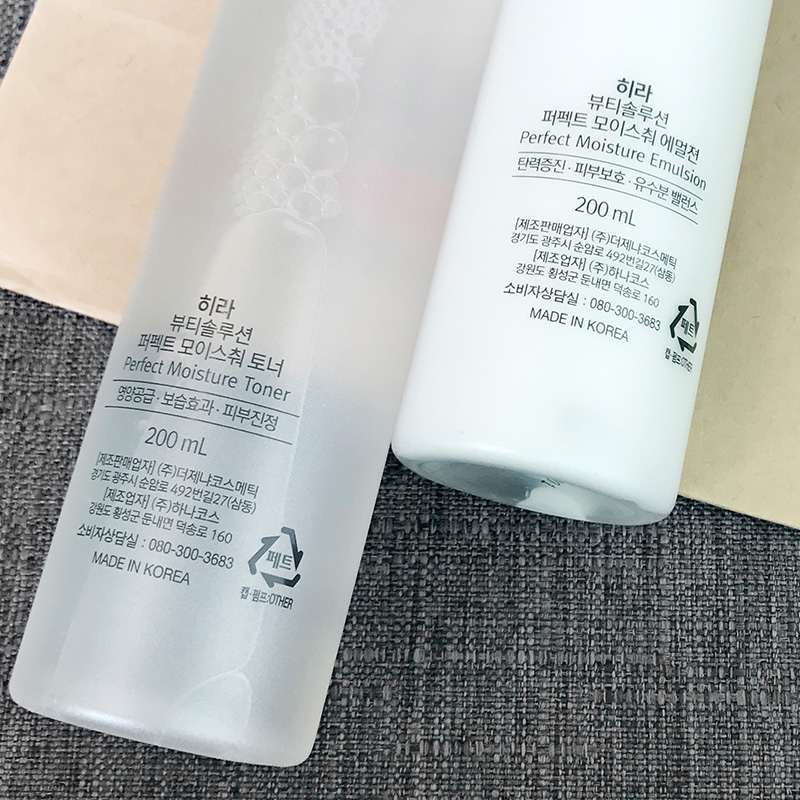 히라
뷰티솔루션
퍼펙트 모이스춰 토너
Perfect Moisture Toner
영양공급·보습효과·피부진정
200 mL
[제조판매업자] (주)더제냐코스메틱
경기도 광주시 순암로 492번길27(삼동)
[제조업자] (주)하나코스
강원도 횡성군 둔내면 덕송로 160
소비자상담실 : 080-300-3683
MADE IN KOREA
페트
캡·펌프:OTHER
히라
뷰티솔루션
퍼펙트 모이스춰 에멀젼
Perfect Moisture Emulsion
탄력증진·피부보호·유수분 밸런스
200 mL
[제조판매업자] (주)더제냐코스메틱
경기도 광주시 순암로 492번길27(삼동)
[제조업자] (주)하나코스
강원도 횡성군 둔내면 덕송로 160
소비자상담실 : 080-300-3683
MADE IN KOREA
페트
캡·펌프:OTHER